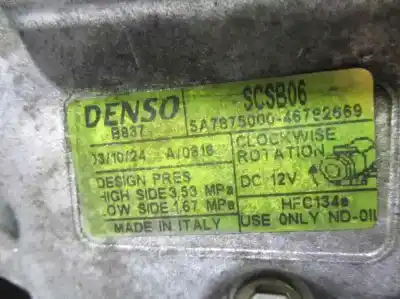 DENSO
SCSB06
B837
5A7875000-46782669
03/10/24 A/0816
CLOCKWISE
ROTATION
DESIGN PRES
HIGH SIDE 3.53 MPa
LOW SIDE 1.67 MPa
DC 12V
HFC134a
MADE IN ITALY
USE ONLY ND-OIL